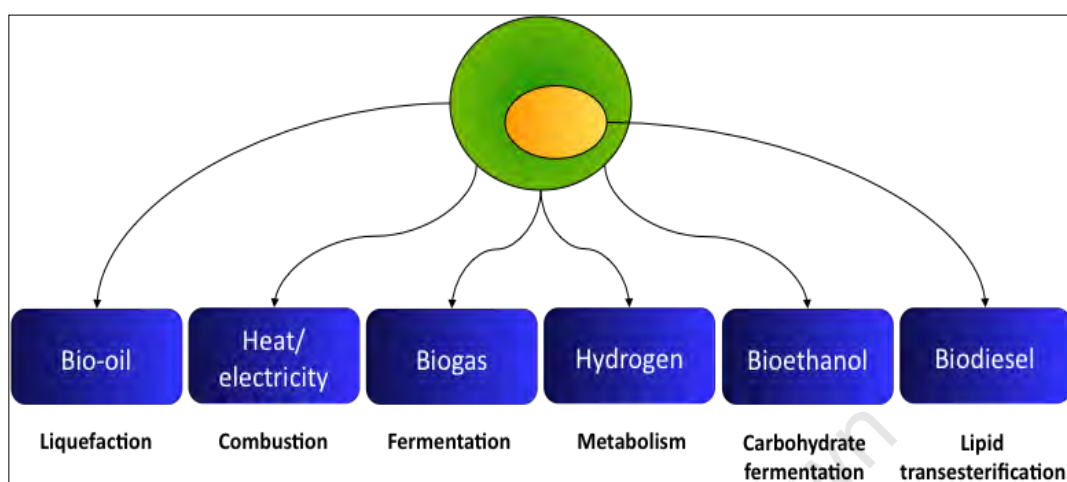 Bio-oil
Heat/
electricity
Biogas
Hydrogen
Bioethanol
Biodiesel
Liquefaction
Combustion
Fermentation
Metabolism
Carbohydrate
fermentation
Lipid
transesterification